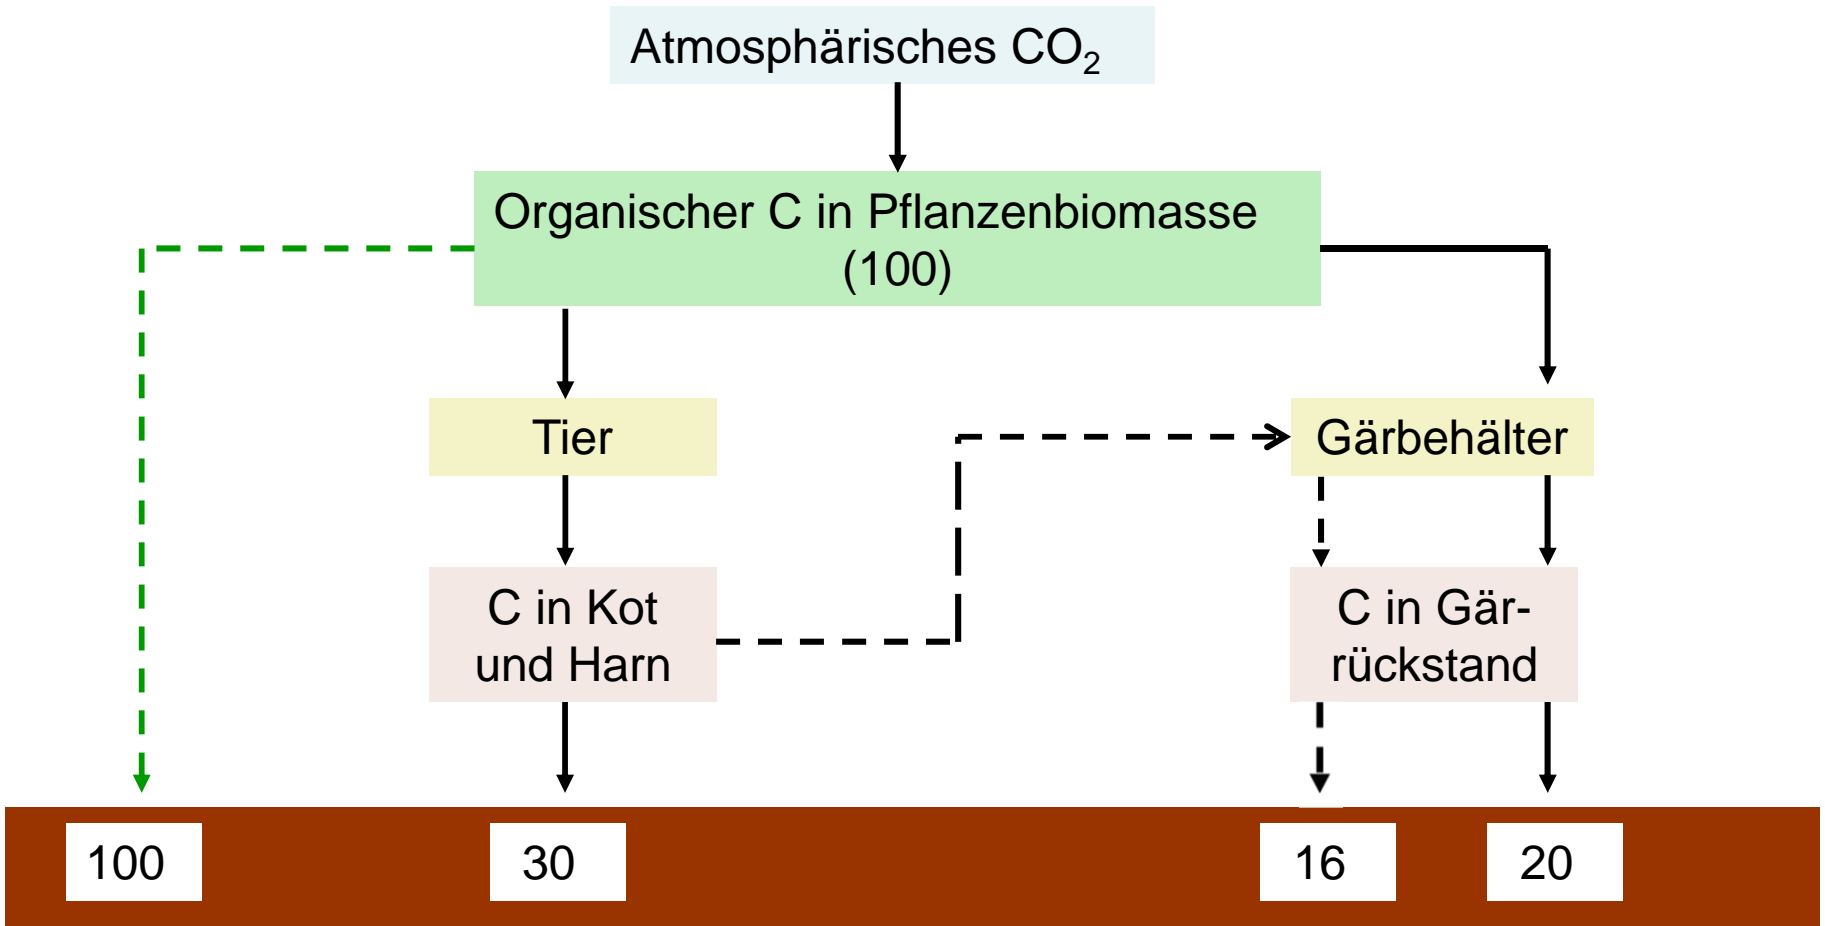 Atmosphärisches CO₂
Organischer C in Pflanzenbiomasse
(100)
Tier
Gärbehälter
C in Kot
und Harn
C in Gär-
rückstand
100
30
16
20